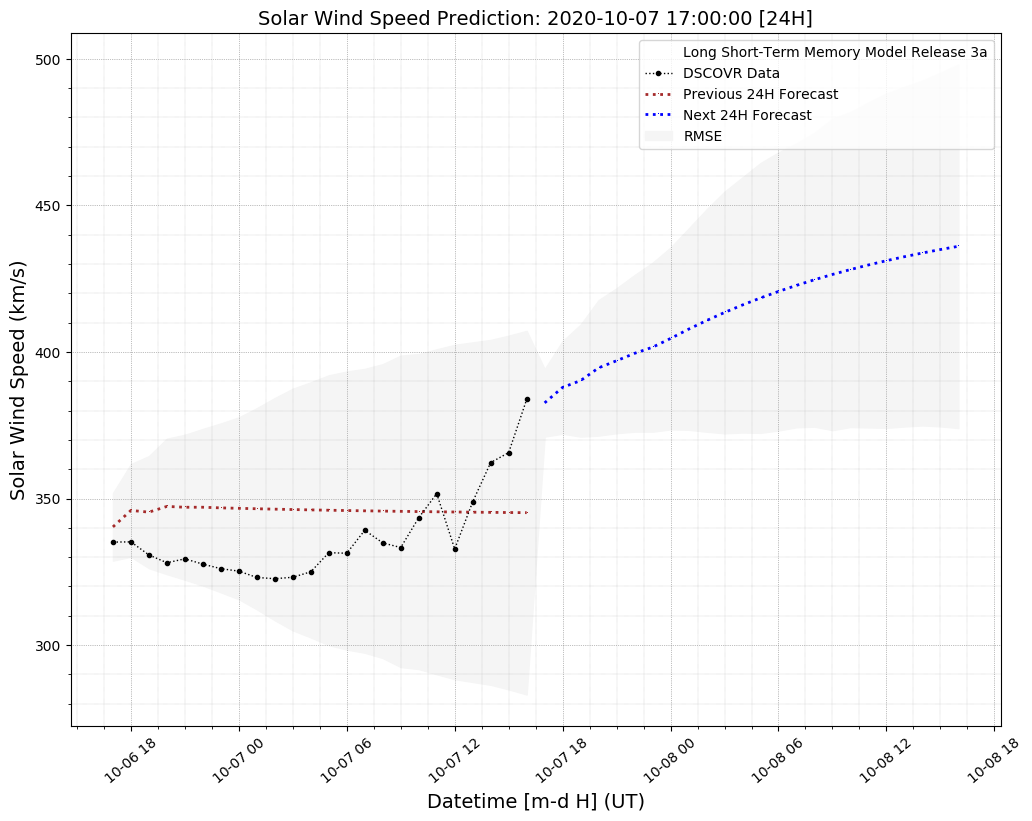 Solar Wind Speed Prediction: 2020-10-07 17:00:00 [24H]
Long Short-Term Memory Model Release 3a
DSCOVR Data
Previous 24H Forecast
Next 24H Forecast
RMSE
Solar Wind Speed (km/s)
500
450
400
350
300
10-06 18
10-07 00
10-07 06
10-07 12
10-07 18
10-08 00
10-08 06
10-08 12
10-08 18
Datetime [m-d H] (UT)